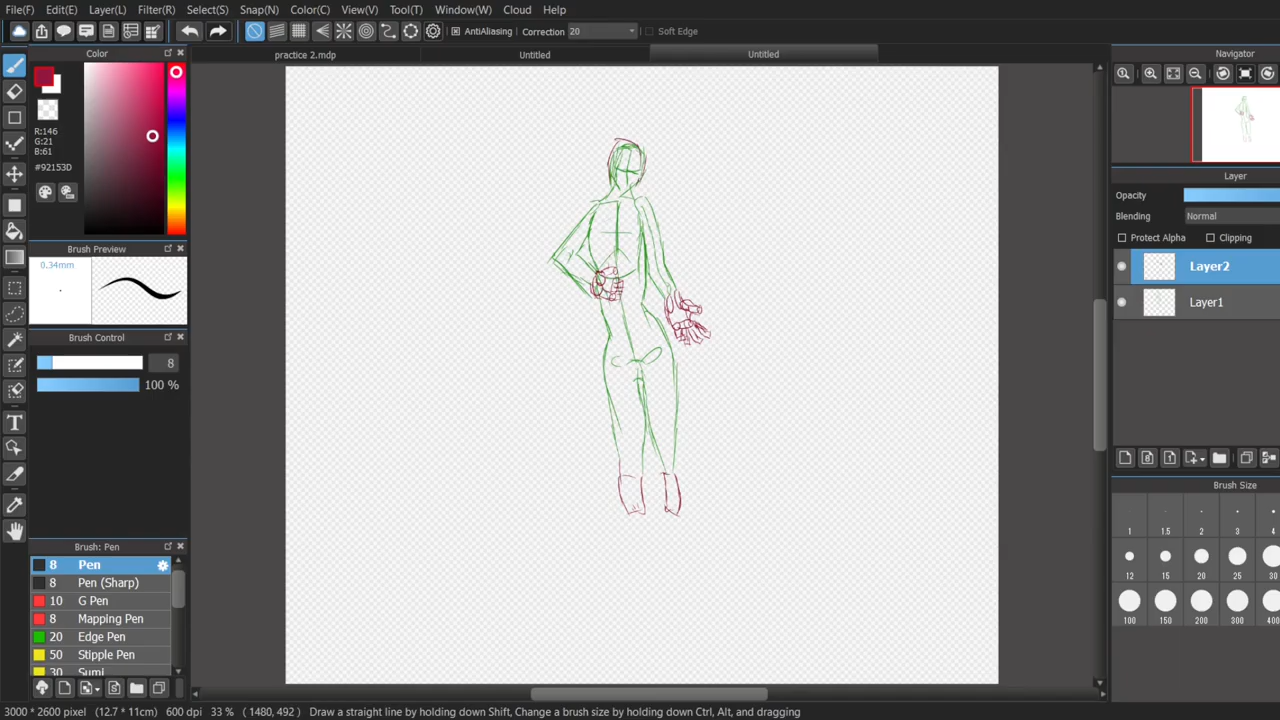 File(F) Edit(E) Layer(L) Filter(R) Select(S) Snap(N) Color(C) View(V) Tool(T) Window(W) Cloud Help
AntiAliasing Correction 20 Soft Edge
Color
practice 2.mdp Untitled Untitled
Navigator
R:146
G:21
B:61
#92153D
Layer
Opacity
Blending Normal
Protect Alpha Clipping
Brush Preview
0.34mm
Layer2
Layer1
Brush Control
8
100 %
Brush Size
1 1.5 2 3 4
12 15 20 25 30
100 150 200 300 400
Brush: Pen
8 Pen
8 Pen (Sharp)
10 G Pen
8 Mapping Pen
20 Edge Pen
50 Stipple Pen
30 Sumi
3000 * 2600 pixel (12.7 * 11cm) 600 dpi 33 % ( 1480, 492 ) Draw a straight line by holding down Shift, Change a brush size by holding down Ctrl, Alt, and dragging